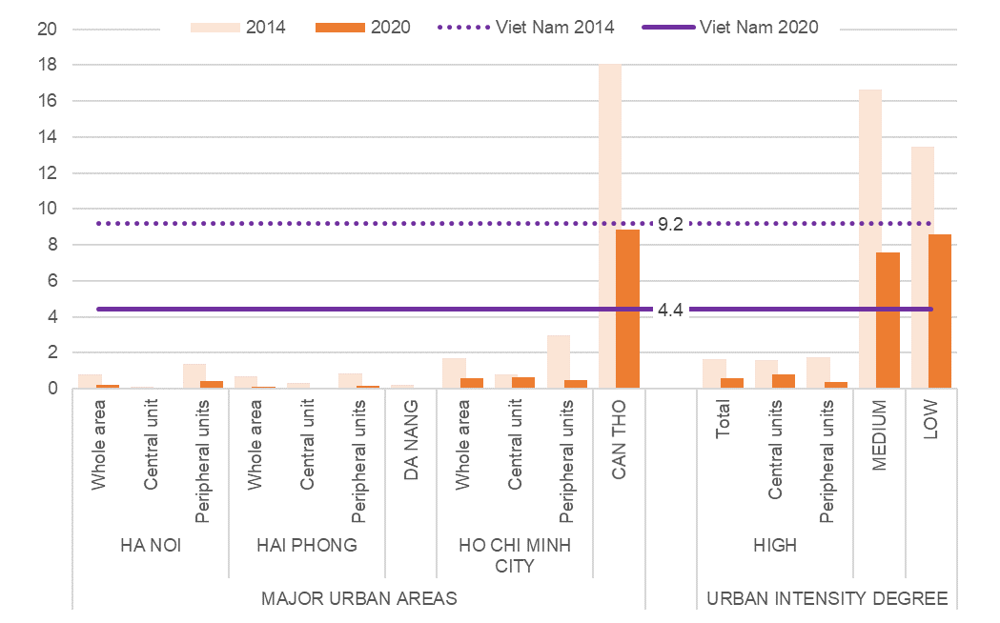 2014 2020 Viet Nam 2014 Viet Nam 2020
20
18
16
14
12
10
8
6
4
2
0
9.2
4.4
Whole area
Central unit
Peripheral units
Whole area
Central unit
Peripheral units
DA NANG
Whole area
Central unit
Peripheral units
CAN THO
Total
Central units
Peripheral units
MEDIUM
LOW
HA NOI
HAI PHONG
HO CHI MINH
CITY
HIGH
MAJOR URBAN AREAS
URBAN INTENSITY DEGREE